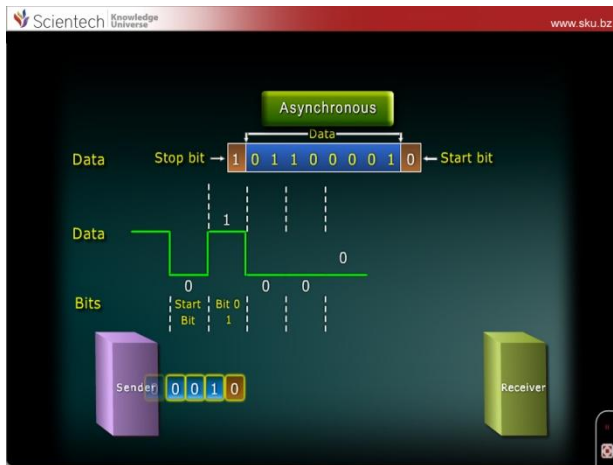 Scientech Knowledge Universe
www.sku.bz
Asynchronous
Data
Data Stop bit 1 0 1 1 0 0 0 0 1 0 Start bit
1
Data
0
0 0 0
Bits Start Bit Bit 0 1
Sender 0 0 0 1 0
Receiver